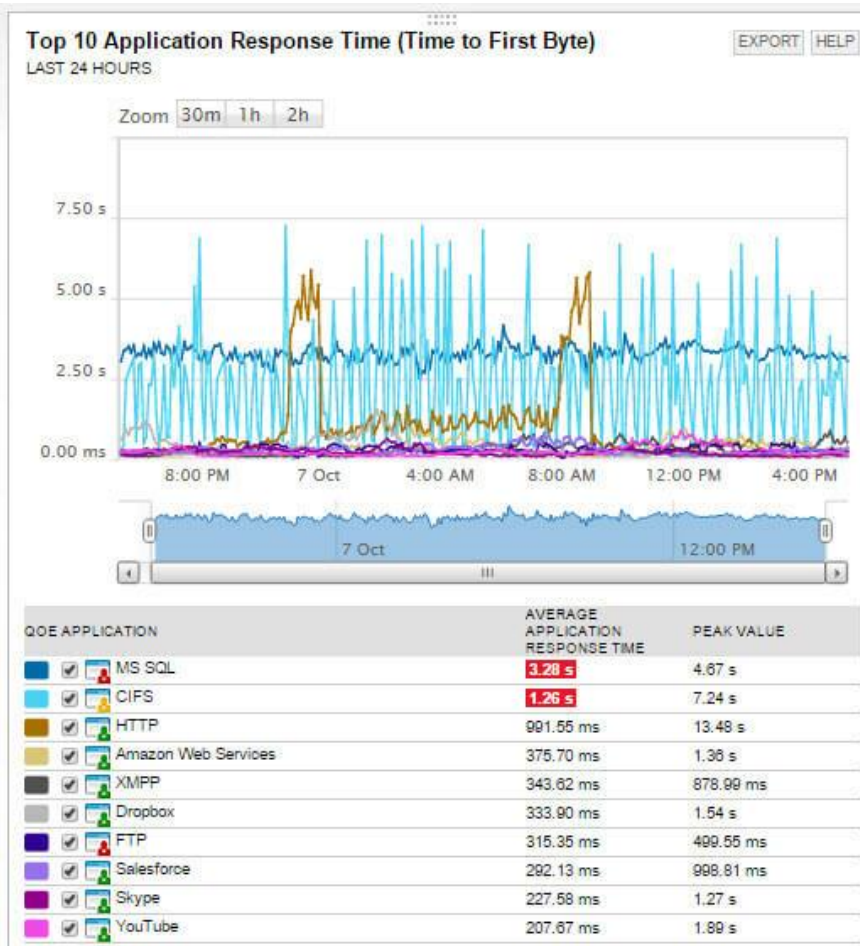 Top 10 Application Response Time (Time to First Byte)
EXPORT HELP
LAST 24 HOURS
Zoom 30m 1h 2h
7.50 s
5.00 s
2.50 s
0.00 ms
8:00 PM 7 Oct 4:00 AM 8:00 AM 12:00 PM 4:00 PM
7 Oct 12:00 PM
QOE APPLICATION AVERAGE APPLICATION RESPONSE TIME PEAK VALUE
MS SQL 3.28 s 4.67 s
CIFS 1.26 s 7.24 s
HTTP 991.55 ms 13.48 s
Amazon Web Services 375.70 ms 1.36 s
XMPP 343.62 ms 878.99 ms
Dropbox 333.90 ms 1.54 s
FTP 315.35 ms 499.55 ms
Salesforce 292.13 ms 998.81 ms
Skype 227.58 ms 1.27 s
YouTube 207.67 ms 1.89 s